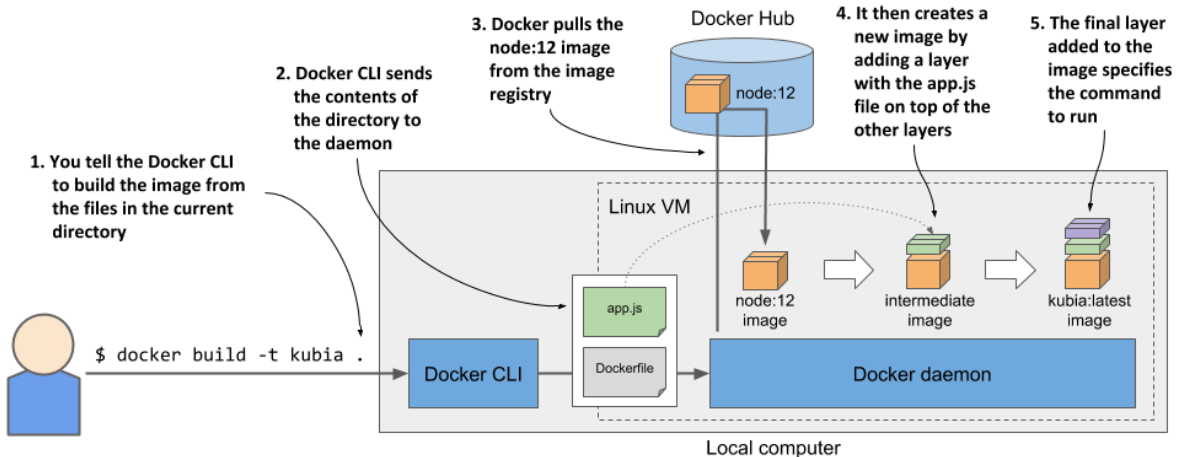 1. You tell the Docker CLI
to build the image from
the files in the current
directory
2. Docker CLI sends
the contents of
the directory to
the daemon
3. Docker pulls the
node:12 image
from the image
registry
Docker Hub
node:12
4. It then creates a
new image by
adding a layer
with the app.js
file on top of the
other layers
5. The final layer
added to the
image specifies
the command
to run
Linux VM
node:12
image
intermediate
image
kubia:latest
image
app.js
Dockerfile
$ docker build -t kubia .
Docker CLI
Docker daemon
Local computer